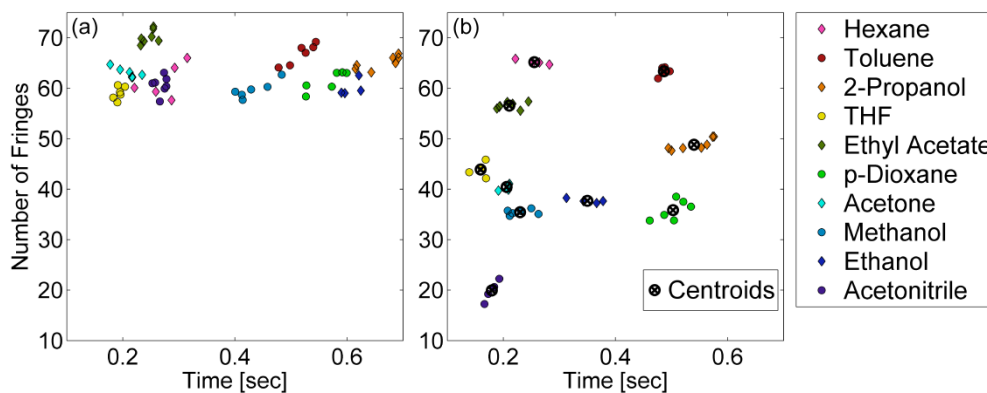 (a)
Number of Fringes
70
60
50
40
30
20
10
0.2
0.4
0.6
Time [sec]
(b)
70
60
50
40
30
20
10
0.2
0.4
0.6
Time [sec]
Centroids
Hexane
Toluene
2-Propanol
THF
Ethyl Acetate
p-Dioxane
Acetone
Methanol
Ethanol
Acetonitrile